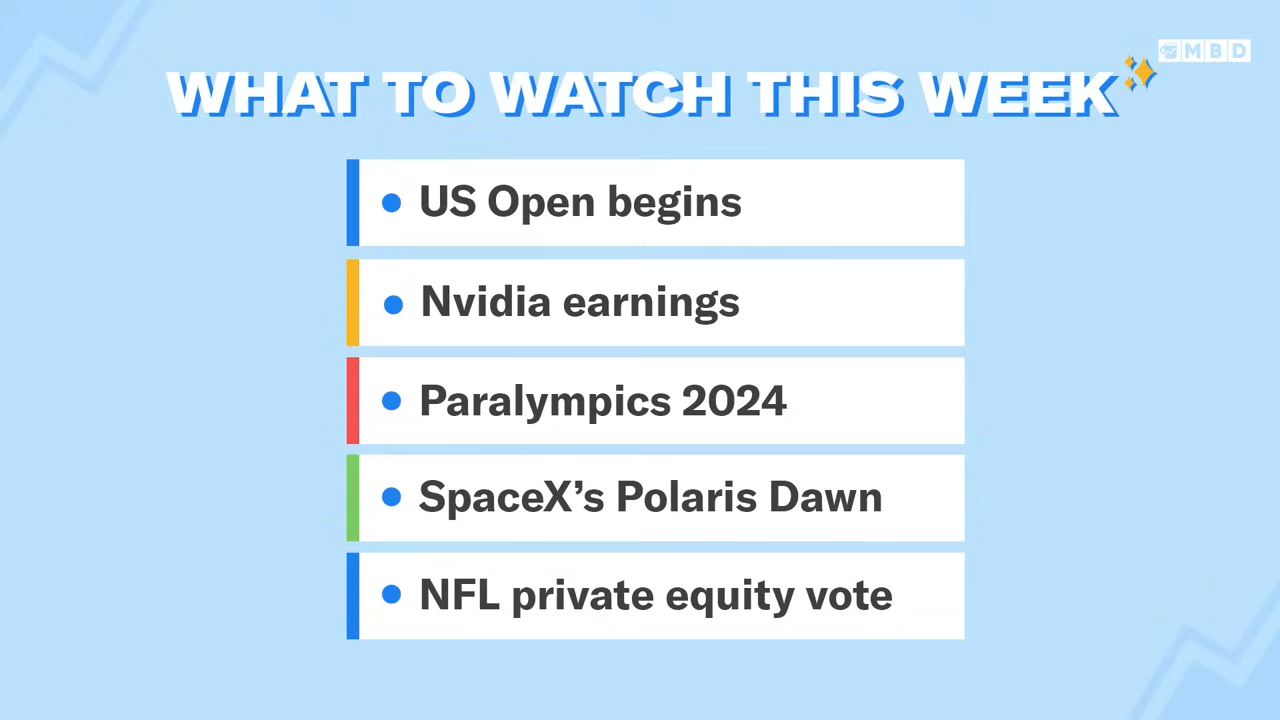 MBD
WHAT TO WATCH THIS WEEK
US Open begins
Nvidia earnings
Paralympics 2024
SpaceX’s Polaris Dawn
NFL private equity vote